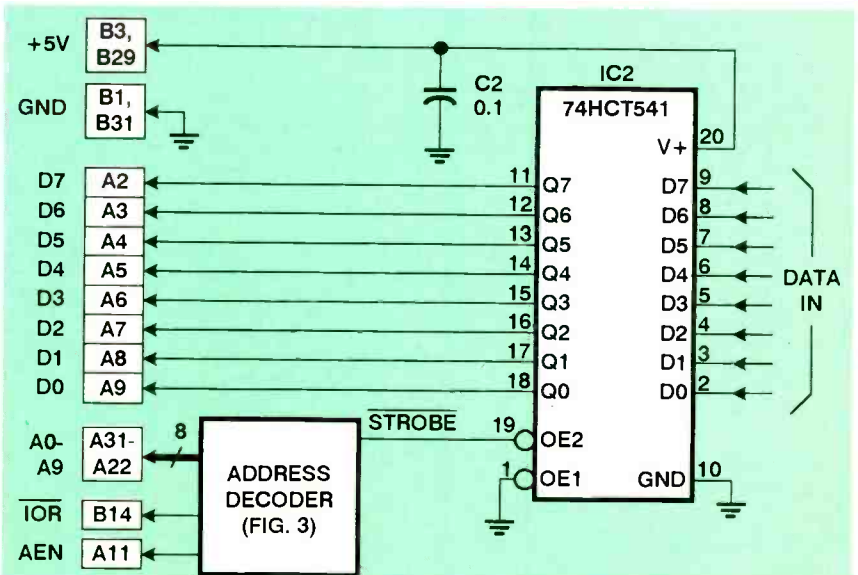 +5V
B3,
B29
GND
B1,
B31
C2
0.1
IC2
74HCT541
V+
20
D7 A2 11 Q7 D7 9
D6 A3 12 Q6 D6 8
D5 A4 13 Q5 D5 7
D4 A5 14 Q4 D4 6
D3 A6 15 Q3 D3 5
D2 A7 16 Q2 D2 4
D1 A8 17 Q1 D1 3
D0 A9 18 Q0 D0 2
DATA
IN
A0-
A9
A31-
A22
8
IOR B14
AEN A11
ADDRESS
DECODER
(FIG. 3)
STROBE
19 OE2
1 OE1
GND 10